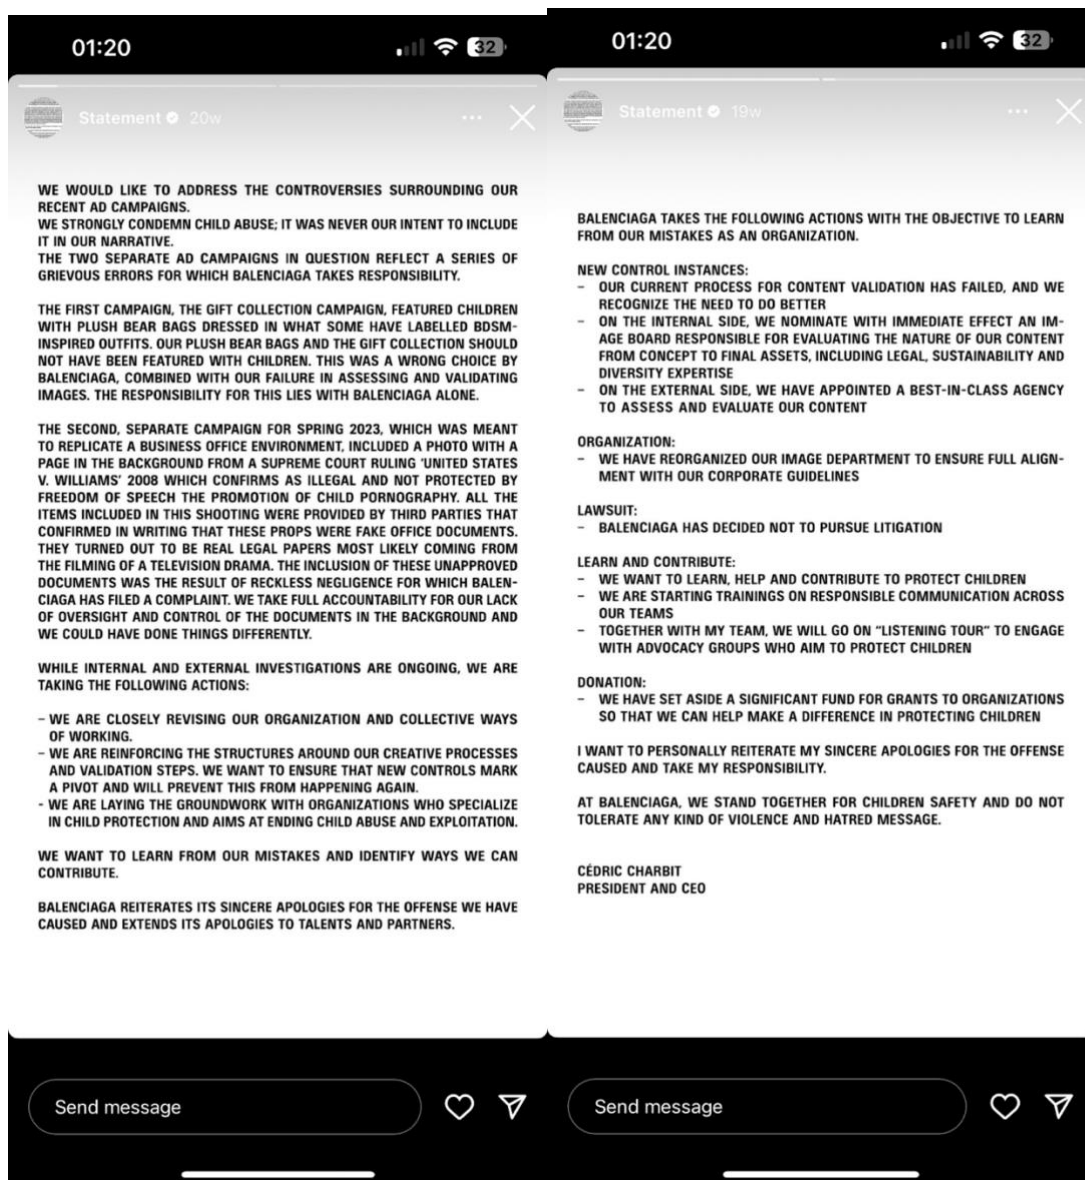 01:20
32
Statement 20w
WE WOULD LIKE TO ADDRESS THE CONTROVERSIES SURROUNDING OUR
RECENT AD CAMPAIGNS.
WE STRONGLY CONDEMN CHILD ABUSE; IT WAS NEVER OUR INTENT TO INCLUDE
IT IN OUR NARRATIVE.
THE TWO SEPARATE AD CAMPAIGNS IN QUESTION REFLECT A SERIES OF
GRIEVOUS ERRORS FOR WHICH BALENCIAGA TAKES RESPONSIBILITY.
THE FIRST CAMPAIGN, THE GIFT COLLECTION CAMPAIGN, FEATURED CHILDREN
WITH PLUSH BEAR BAGS DRESSED IN WHAT SOME HAVE LABELLED BDSM-
INSPIRED OUTFITS. OUR PLUSH BEAR BAGS AND THE GIFT COLLECTION SHOULD
NOT HAVE BEEN FEATURED WITH CHILDREN. THIS WAS A WRONG CHOICE BY
BALENCIAGA, COMBINED WITH OUR FAILURE IN ASSESSING AND VALIDATING
IMAGES. THE RESPONSIBILITY FOR THIS LIES WITH BALENCIAGA ALONE.
THE SECOND, SEPARATE CAMPAIGN FOR SPRING 2023, WHICH WAS MEANT
TO REPLICATE A BUSINESS OFFICE ENVIRONMENT, INCLUDED A PHOTO WITH A
PAGE IN THE BACKGROUND FROM A SUPREME COURT RULING 'UNITED STATES
V. WILLIAMS' 2008 WHICH CONFIRMS AS ILLEGAL AND NOT PROTECTED BY
FREEDOM OF SPEECH THE PROMOTION OF CHILD PORNOGRAPHY. ALL THE
ITEMS INCLUDED IN THIS SHOOTING WERE PROVIDED BY THIRD PARTIES THAT
CONFIRMED IN WRITING THAT THESE PROPS WERE FAKE OFFICE DOCUMENTS.
THEY TURNED OUT TO BE REAL LEGAL PAPERS MOST LIKELY COMING FROM
THE FILMING OF A TELEVISION DRAMA. THE INCLUSION OF THESE UNAPPROVED
DOCUMENTS WAS THE RESULT OF RECKLESS NEGLIGENCE FOR WHICH BALEN-
CIAGA HAS FILED A COMPLAINT. WE TAKE FULL ACCOUNTABILITY FOR OUR LACK
OF OVERSIGHT AND CONTROL OF THE DOCUMENTS IN THE BACKGROUND AND
WE COULD HAVE DONE THINGS DIFFERENTLY.
WHILE INTERNAL AND EXTERNAL INVESTIGATIONS ARE ONGOING, WE ARE
TAKING THE FOLLOWING ACTIONS:
– WE ARE CLOSELY REVISING OUR ORGANIZATION AND COLLECTIVE WAYS
OF WORKING.
– WE ARE REINFORCING THE STRUCTURES AROUND OUR CREATIVE PROCESSES
AND VALIDATION STEPS. WE WANT TO ENSURE THAT NEW CONTROLS MARK
A PIVOT AND WILL PREVENT THIS FROM HAPPENING AGAIN.
- WE ARE LAYING THE GROUNDWORK WITH ORGANIZATIONS WHO SPECIALIZE
IN CHILD PROTECTION AND AIMS AT ENDING CHILD ABUSE AND EXPLOITATION.
WE WANT TO LEARN FROM OUR MISTAKES AND IDENTIFY WAYS WE CAN
CONTRIBUTE.
BALENCIAGA REITERATES ITS SINCERE APOLOGIES FOR THE OFFENSE WE HAVE
CAUSED AND EXTENDS ITS APOLOGIES TO TALENTS AND PARTNERS.
Send message
01:20
32
Statement 19w
BALENCIAGA TAKES THE FOLLOWING ACTIONS WITH THE OBJECTIVE TO LEARN
FROM OUR MISTAKES AS AN ORGANIZATION.
NEW CONTROL INSTANCES:
– OUR CURRENT PROCESS FOR CONTENT VALIDATION HAS FAILED, AND WE
RECOGNIZE THE NEED TO DO BETTER
– ON THE INTERNAL SIDE, WE NOMINATE WITH IMMEDIATE EFFECT AN IM-
AGE BOARD RESPONSIBLE FOR EVALUATING THE NATURE OF OUR CONTENT
FROM CONCEPT TO FINAL ASSETS, INCLUDING LEGAL, SUSTAINABILITY AND
DIVERSITY EXPERTISE
– ON THE EXTERNAL SIDE, WE HAVE APPOINTED A BEST-IN-CLASS AGENCY
TO ASSESS AND EVALUATE OUR CONTENT
ORGANIZATION:
– WE HAVE REORGANIZED OUR IMAGE DEPARTMENT TO ENSURE FULL ALIGN-
MENT WITH OUR CORPORATE GUIDELINES
LAWSUIT:
– BALENCIAGA HAS DECIDED NOT TO PURSUE LITIGATION
LEARN AND CONTRIBUTE:
– WE WANT TO LEARN, HELP AND CONTRIBUTE TO PROTECT CHILDREN
– WE ARE STARTING TRAININGS ON RESPONSIBLE COMMUNICATION ACROSS
OUR TEAMS
– TOGETHER WITH MY TEAM, WE WILL GO ON "LISTENING TOUR" TO ENGAGE
WITH ADVOCACY GROUPS WHO AIM TO PROTECT CHILDREN
DONATION:
– WE HAVE SET ASIDE A SIGNIFICANT FUND FOR GRANTS TO ORGANIZATIONS
SO THAT WE CAN HELP MAKE A DIFFERENCE IN PROTECTING CHILDREN
I WANT TO PERSONALLY REITERATE MY SINCERE APOLOGIES FOR THE OFFENSE
CAUSED AND TAKE MY RESPONSIBILITY.
AT BALENCIAGA, WE STAND TOGETHER FOR CHILDREN SAFETY AND DO NOT
TOLERATE ANY KIND OF VIOLENCE AND HATRED MESSAGE.
CÉDRIC CHARBIT
PRESIDENT AND CEO
Send message